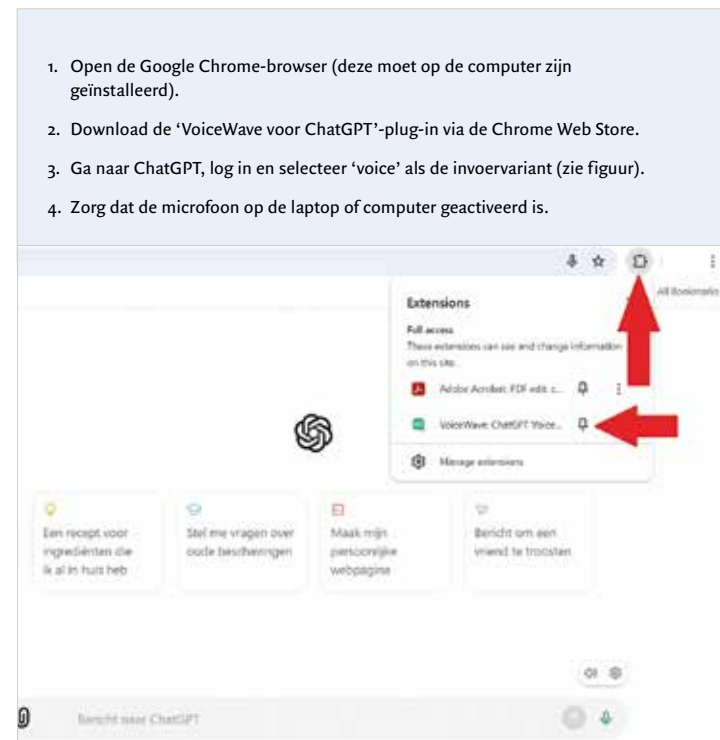 1. Open de Google Chrome-browser (deze moet op de computer zijn
geïnstalleerd).
2. Download de ‘VoiceWave voor ChatGPT’-plug-in via de Chrome Web Store.
3. Ga naar ChatGPT, log in en selecteer ‘voice’ als de invoervariant (zie figuur).
4. Zorg dat de microfoon op de laptop of computer geactiveerd is.
All Bookmarks
Extensions
Full access
These extensions can see and change information
on this site.
Adobe Acrobat: PDF edit, c...
VoiceWave: ChatGPT Voice...
Manage extensions
Een recept voor
ingrediënten die
ik al in huis heb
Stel me vragen over
oude beschavingen
Maak mijn
persoonlijke
webpagina
Bericht om een
vriend te troosten
Bericht naar ChatGPT